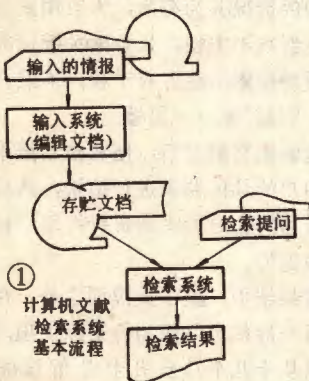 输入的情报
输入系统
(编辑文档)
存贮文档
检索提问
检索系统
检索结果
①
计算机文献
检索系统
基本流程